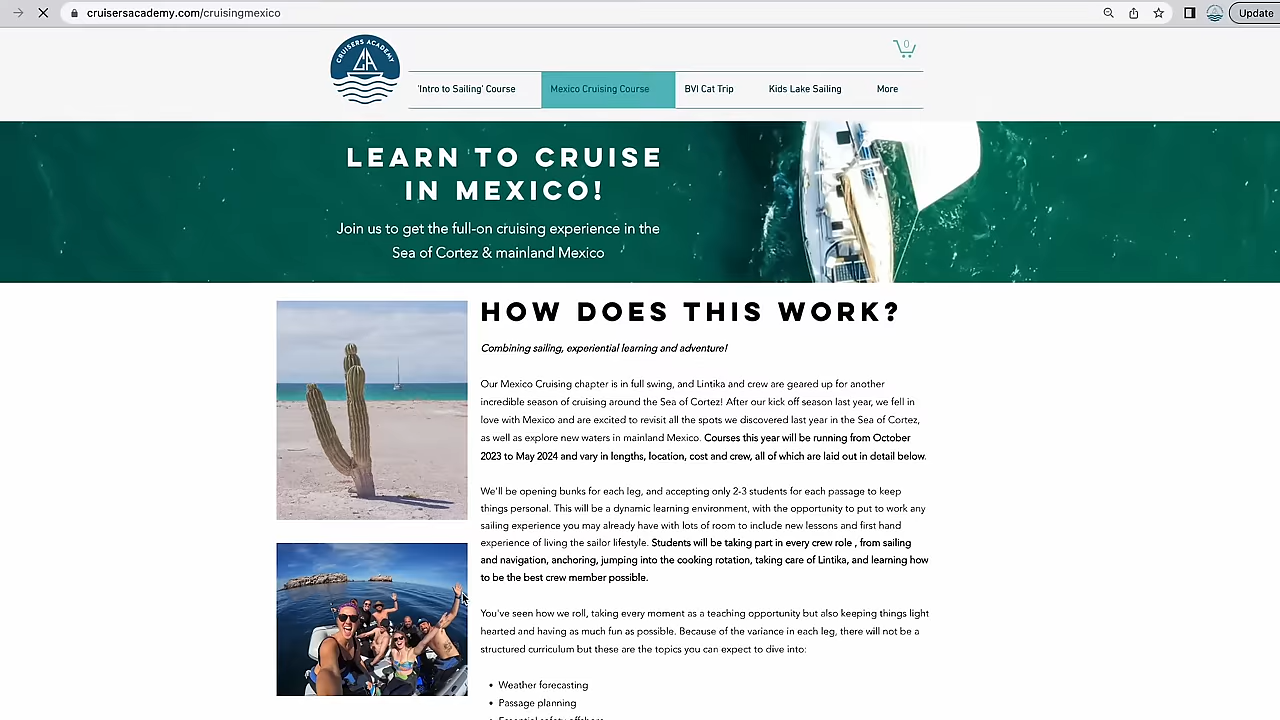 cruisersacademy.com/cruisingmexico
Update
CRUISERS ACADEMY
CA
0
'Intro to Sailing' Course
Mexico Cruising Course
BVI Cat Trip
Kids Lake Sailing
More
LEARN TO CRUISE
IN MEXICO!
Join us to get the full-on cruising experience in the
Sea of Cortez & mainland Mexico
HOW DOES THIS WORK?
Combining sailing, experiential learning and adventure!
Our Mexico Cruising chapter is in full swing, and Lintika and crew are geared up for another
incredible season of cruising around the Sea of Cortez! After our kick off season last year, we fell in
love with Mexico and are excited to revisit all the spots we discovered last year in the Sea of Cortez,
as well as explore new waters in mainland Mexico. Courses this year will be running from October
2023 to May 2024 and vary in lengths, location, cost and crew, all of which are laid out in detail below.
We'll be opening bunks for each leg, and accepting only 2-3 students for each passage to keep
things personal. This will be a dynamic learning environment, with the opportunity to put to work any
sailing experience you may already have with lots of room to include new lessons and first hand
experience of living the sailor lifestyle. Students will be taking part in every crew role , from sailing
and navigation, anchoring, jumping into the cooking rotation, taking care of Lintika, and learning how
to be the best crew member possible.
You've seen how we roll, taking every moment as a teaching opportunity but also keeping things light
hearted and having as much fun as possible. Because of the variance in each leg, there will not be a
structured curriculum but these are the topics you can expect to dive into:
• Weather forecasting
• Passage planning
• Essential safety offshore